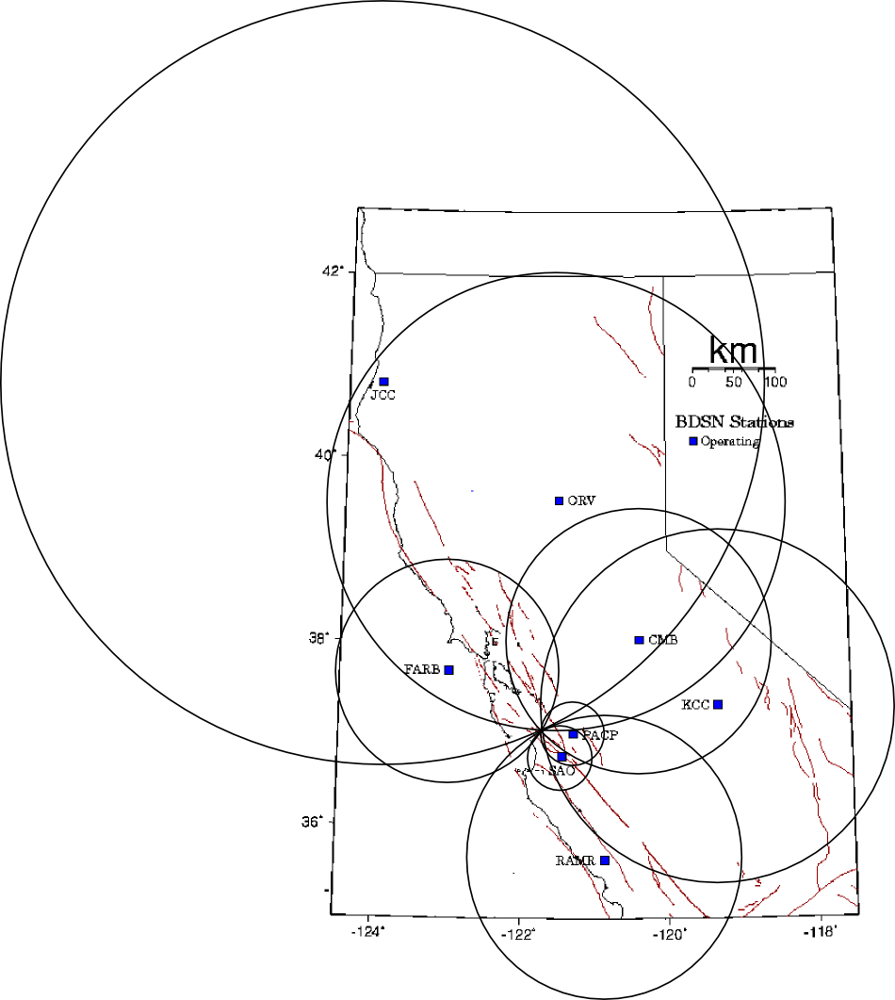 42°
km
0 50 100
JCC
BDSN Stations
Operating
40°
ORV
38°
CMB
FARB
KCC
PACP
SAO
36°
RAMR
-124°
-122°
-120°
-118°